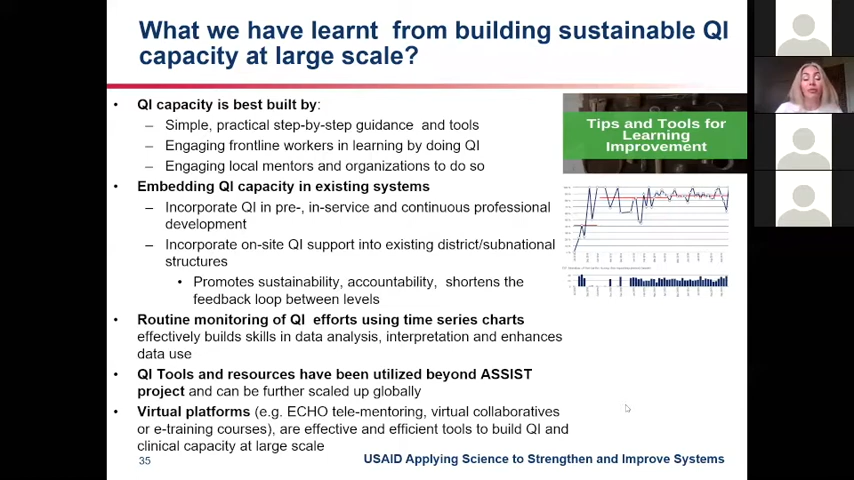 What we have learnt from building sustainable QI
capacity at large scale?
• QI capacity is best built by:
– Simple, practical step-by-step guidance and tools
– Engaging frontline workers in learning by doing QI
– Engaging local mentors and organizations to do so
• Embedding QI capacity in existing systems
– Incorporate QI in pre-, in-service and continuous professional
development
– Incorporate on-site QI support into existing district/subnational
structures
• Promotes sustainability, accountability, shortens the
feedback loop between levels
• Routine monitoring of QI efforts using time series charts
effectively builds skills in data analysis, interpretation and enhances
data use
• QI Tools and resources have been utilized beyond ASSIST
project and can be further scaled up globally
• Virtual platforms (e.g. ECHO tele-mentoring, virtual collaboratives
or e-training courses), are effective and efficient tools to build QI and
clinical capacity at large scale
Tips and Tools for
Learning
Improvement
35
USAID Applying Science to Strengthen and Improve Systems